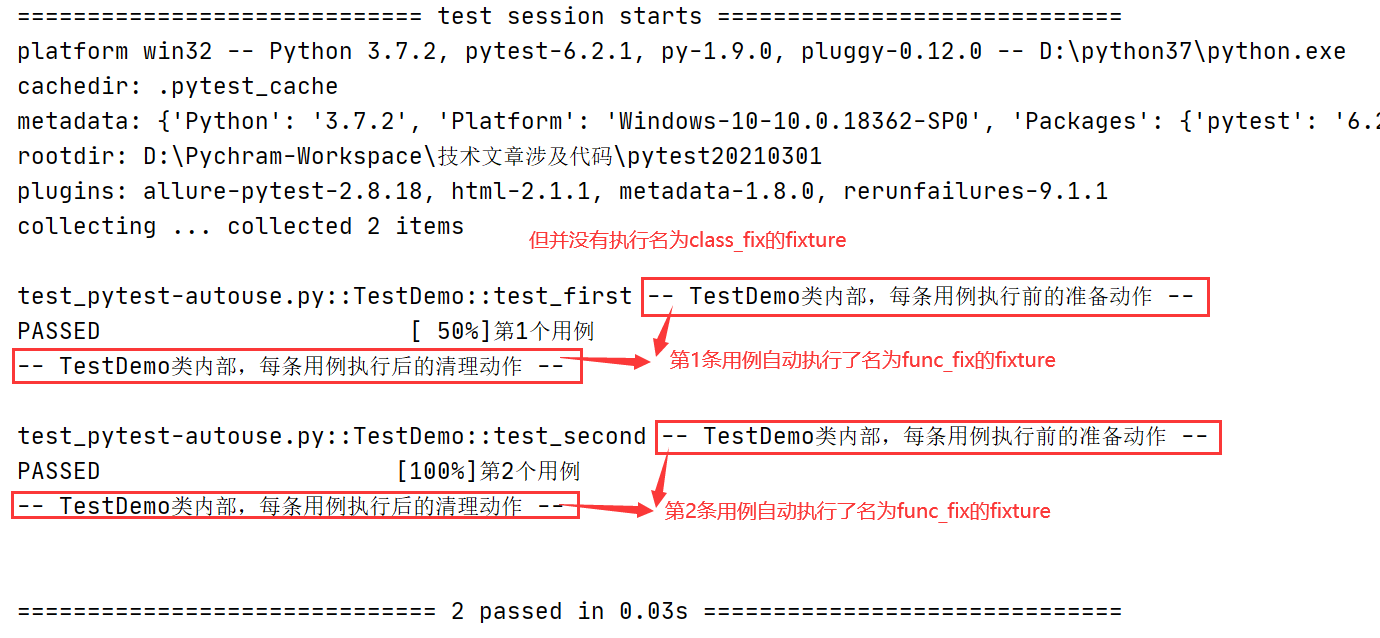 ============================= test session starts =============================
platform win32 -- Python 3.7.2, pytest-6.2.1, py-1.9.0, pluggy-0.12.0 -- D:\python37\python.exe
cachedir: .pytest_cache
metadata: {'Python': '3.7.2', 'Platform': 'Windows-10-10.0.18362-SP0', 'Packages': {'pytest': '6.2
rootdir: D:\Pychram-Workspace\技术文章涉及代码\pytest20210301
plugins: allure-pytest-2.8.18, html-2.1.1, metadata-1.8.0, rerunfailures-9.1.1
collecting ... collected 2 items
但并没有执行名为class_fix的fixture
test_pytest-autouse.py::TestDemo::test_first -- TestDemo类内部，每条用例执行前的准备动作 --
PASSED [ 50%]第1个用例
-- TestDemo类内部，每条用例执行后的清理动作 --
第1条用例自动执行了名为func_fix的fixture
test_pytest-autouse.py::TestDemo::test_second -- TestDemo类内部，每条用例执行前的准备动作 --
PASSED [100%]第2个用例
-- TestDemo类内部，每条用例执行后的清理动作 --
第2条用例自动执行了名为func_fix的fixture
============================== 2 passed in 0.03s ==============================